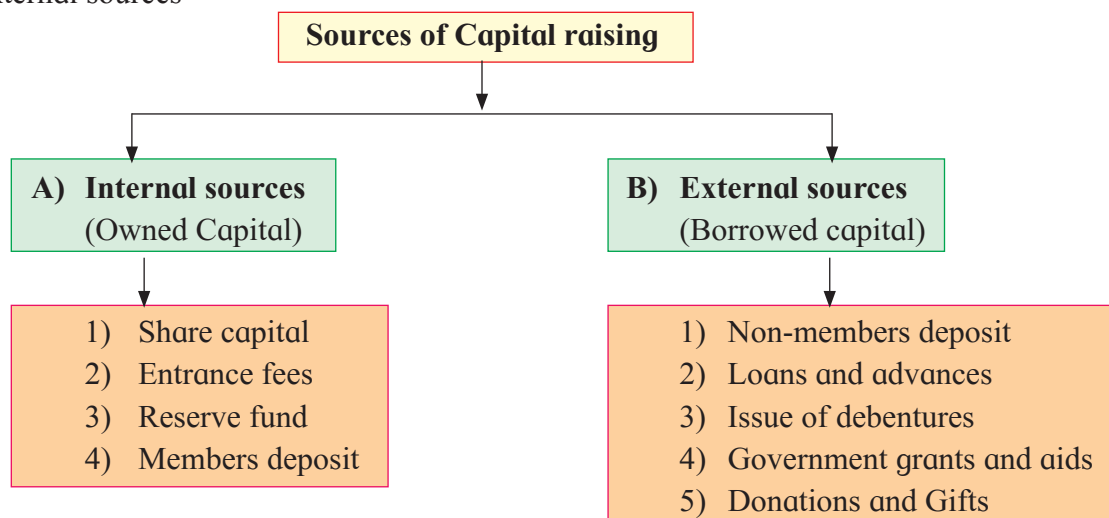 ternal sources
Sources of Capital raising
A) Internal sources
(Owned Capital)
B) External sources
(Borrowed capital)
1) Share capital
2) Entrance fees
3) Reserve fund
4) Members deposit
1) Non-members deposit
2) Loans and advances
3) Issue of debentures
4) Government grants and aids
5) Donations and Gifts